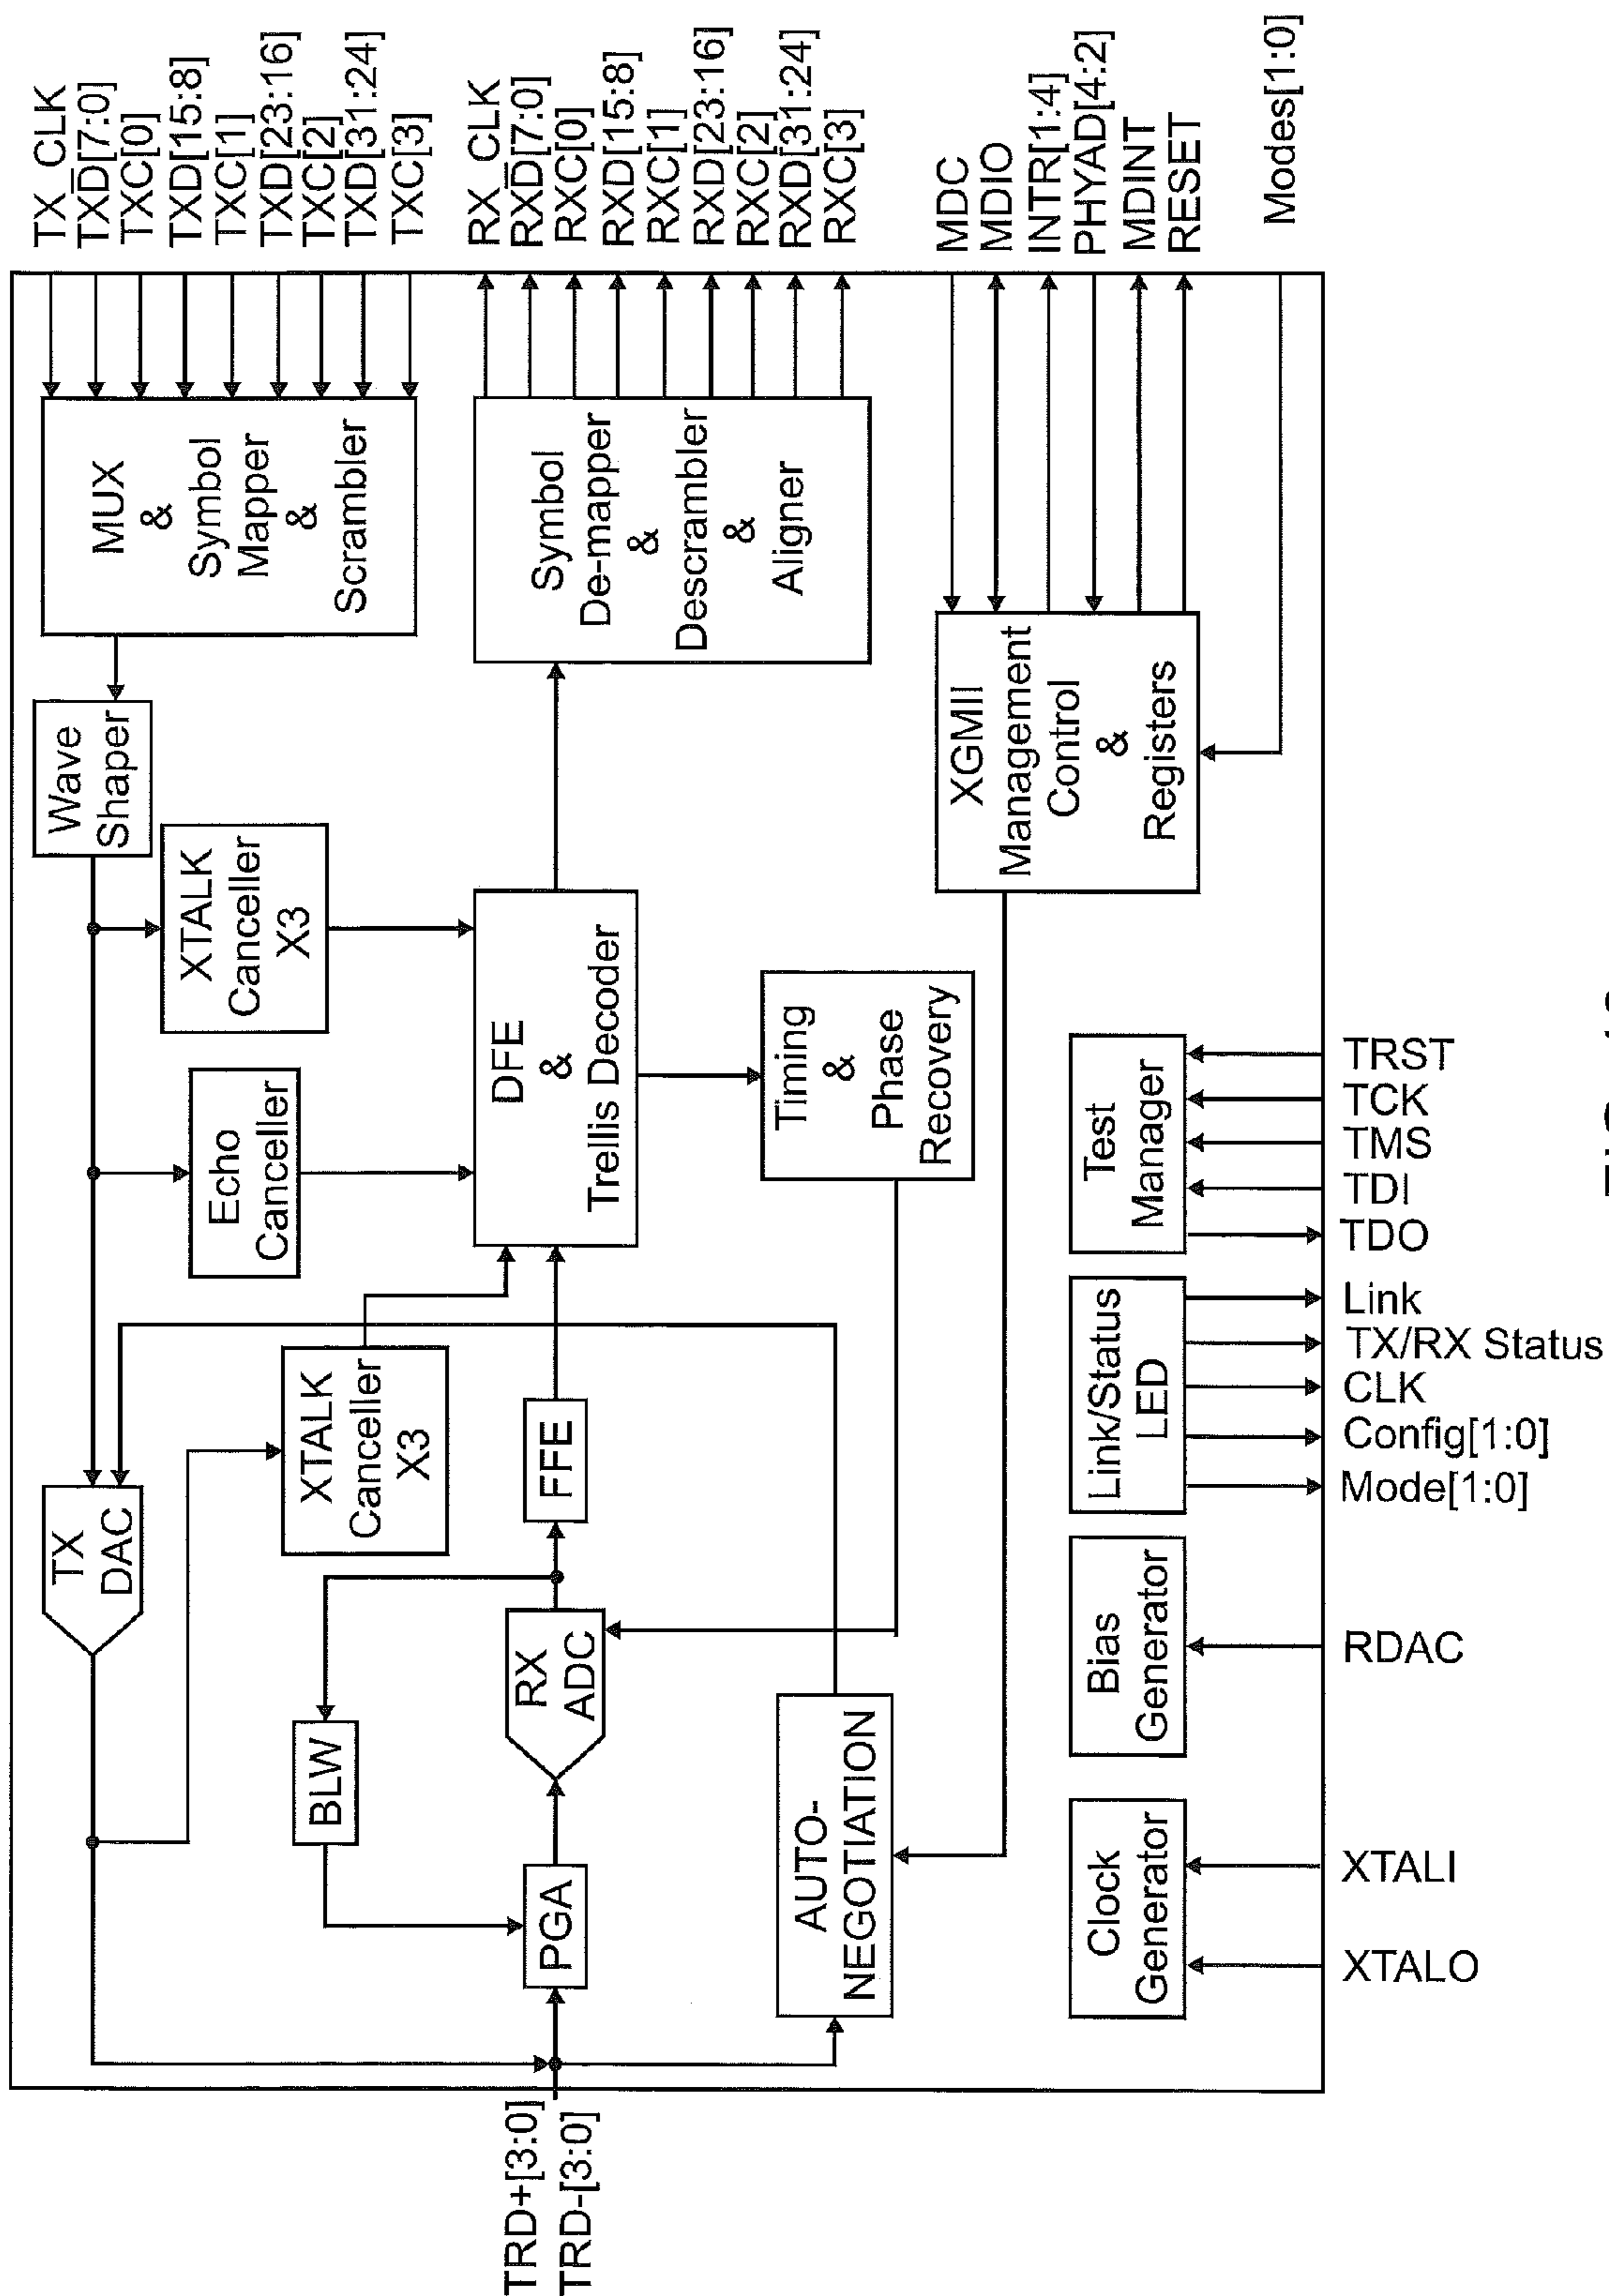 TX_CLK
TXD[7:0]
TXC[0]
TXD[15:8]
TXC[1]
TXD[23:16]
TXC[2]
TXD[31:24]
TXC[3]
RX_CLK
RXD[7:0]
RXC[0]
RXD[15:8]
RXC[1]
RXD[23:16]
RXC[2]
RXD[31:24]
RXC[3]
MDC
MDIO
INTR[1:4]
PHYAD[4:2]
MDINT
RESET
Modes[1:0]
MUX
&
Symbol
Mapper
&
Scrambler
Symbol
De-mapper
&
Descrambler
&
Aligner
XGMII
Management
Control
&
Registers
Wave
Shaper
XTALK
Canceller
X3
Echo
Canceller
DFE
&
Trellis Decoder
Timing
&
Phase
Recovery
TX
DAC
XTALK
Canceller
X3
FFE
BLW
RX
ADC
PGA
AUTO-
NEGOTIATION
TRD+[3:0]
TRD-[3:0]
Test
Manager
TRST
TCK
TMS
TDI
TDO
Link/Status
LED
Link
TX/RX Status
CLK
Config[1:0]
Mode[1:0]
Bias
Generator
RDAC
Clock
Generator
XTALI
XTALO